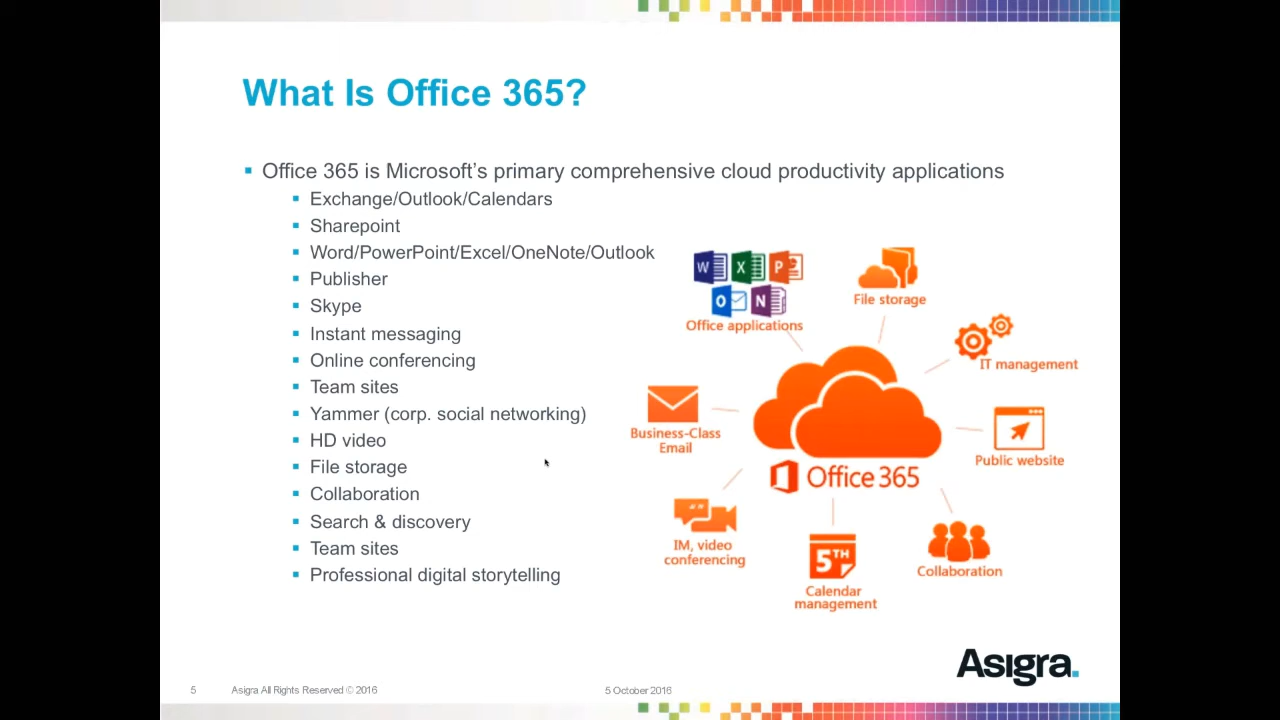 What Is Office 365?
Office 365 is Microsoft's primary comprehensive cloud productivity applications
Exchange/Outlook/Calendars
Sharepoint
Word/PowerPoint/Excel/OneNote/Outlook
Publisher
Skype
Instant messaging
Online conferencing
Team sites
Yammer (corp. social networking)
HD video
File storage
Collaboration
Search & discovery
Team sites
Professional digital storytelling
W X P
O N
Office applications
File storage
IT management
Business-Class
Email
Public website
Office 365
IM, video
conferencing
5TH
Calendar
management
Collaboration
Asigra.
5
Asigra All Rights Reserved © 2016
5 October 2016